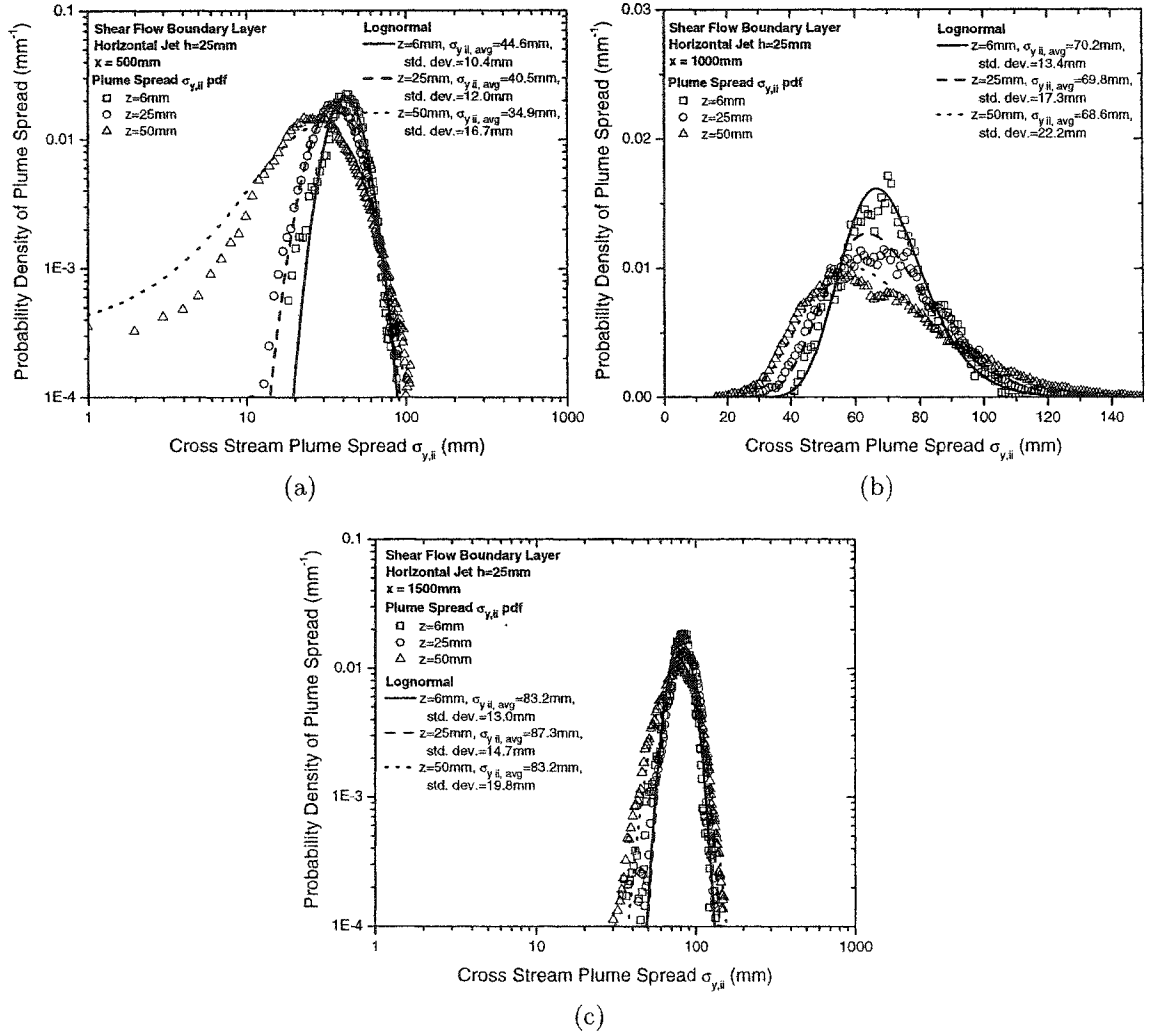 Shear Flow Boundary Layer
Horizontal Jet h=25mm
x = 500mm
Plume Spread σy,ii pdf
z=6mm
z=25mm
z=50mm
Lognormal
z=6mm, σy ii, avg=44.6mm,
std. dev.=10.4mm
z=25mm, σy ii, avg=40.5mm,
std. dev.=12.0mm
z=50mm, σy ii, avg=34.9mm,
std. dev.=16.7mm
0.1
0.01
1E-3
1E-4
Probability Density of Plume Spread (mm-1)
1
10
100
1000
Cross Stream Plume Spread σy,ii (mm)
(a)
Shear Flow Boundary Layer
Horizontal Jet h=25mm
x = 1000mm
Plume Spread σy,ii pdf
z=6mm
z=25mm
z=50mm
Lognormal
z=6mm, σy ii, avg=70.2mm,
std. dev.=13.4mm
z=25mm, σy ii, avg=69.8mm,
std. dev.=17.3mm
z=50mm, σy ii, avg=68.6mm,
std. dev.=22.2mm
0.03
0.02
0.01
0.00
Probability Density of Plume Spread (mm-1)
0
20
40
60
80
100
120
140
Cross Stream Plume Spread σy,ii (mm)
(b)
Shear Flow Boundary Layer
Horizontal Jet h=25mm
x = 1500mm
Plume Spread σy,ii pdf
z=6mm
z=25mm
z=50mm
Lognormal
z=6mm, σy ii, avg=83.2mm,
std. dev.=13.0mm
z=25mm, σy ii, avg=87.3mm,
std. dev.=14.7mm
z=50mm, σy ii, avg=83.2mm,
std. dev.=19.8mm
0.1
0.01
1E-3
1E-4
Probability Density of Plume Spread (mm-1)
1
10
100
1000
Cross Stream Plume Spread σy,ii (mm)
(c)